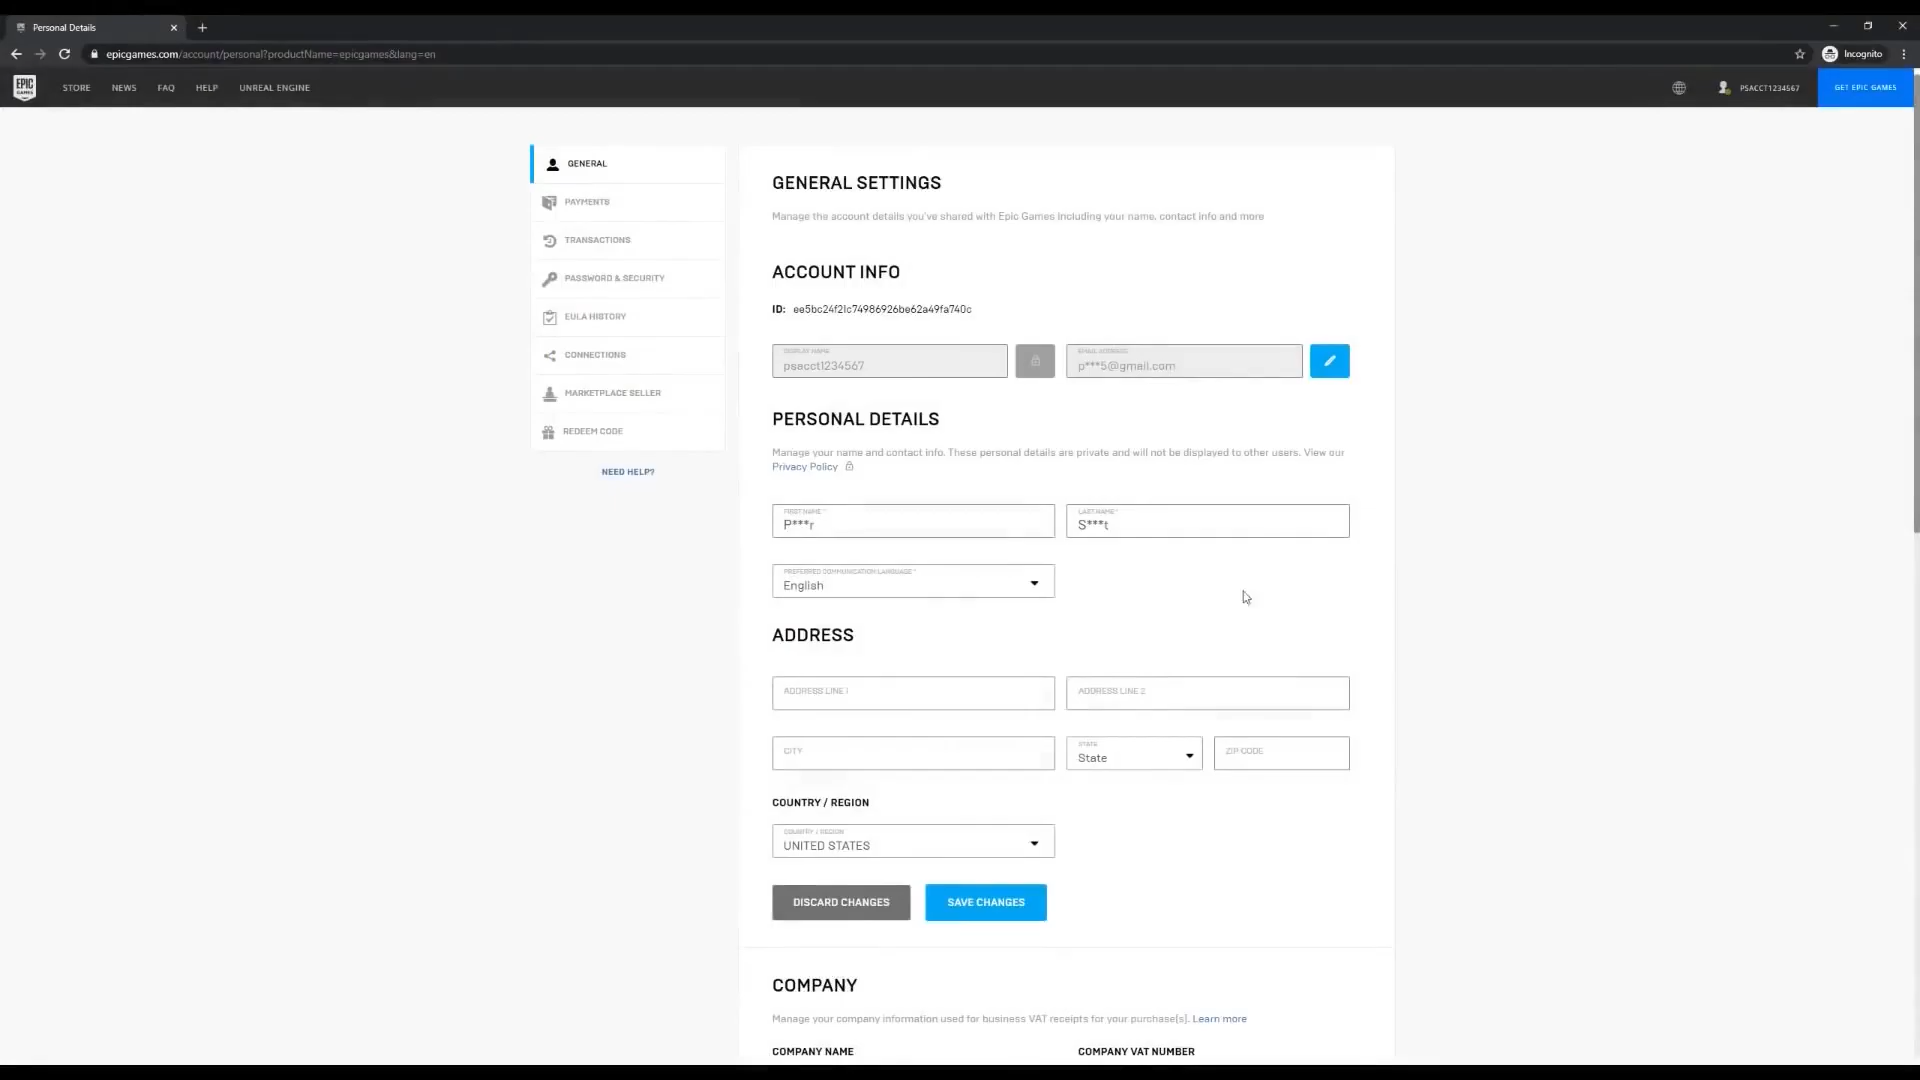 Personal Details
epicgames.com/account/personal?productName=epicgames&lang=en
Incognito
EPIC GAMES
STORE NEWS FAQ HELP UNREAL ENGINE
PSACCT1234567
GET EPIC GAMES
GENERAL
PAYMENTS
TRANSACTIONS
PASSWORD & SECURITY
EULA HISTORY
CONNECTIONS
MARKETPLACE SELLER
REDEEM CODE
NEED HELP?
GENERAL SETTINGS
Manage the account details you've shared with Epic Games including your name, contact info and more
ACCOUNT INFO
ID: ee5bc24f21c74986926be62a49fa740c
DISPLAY NAME
psacct1234567
EMAIL ADDRESS
p***5@gmail.com
PERSONAL DETAILS
Manage your name and contact info. These personal details are private and will not be displayed to other users. View our
Privacy Policy
FIRST NAME *
P***r
LAST NAME *
S***t
PREFERRED COMMUNICATION LANGUAGE *
English
ADDRESS
ADDRESS LINE 1
ADDRESS LINE 2
CITY
STATE
State
ZIP CODE
COUNTRY / REGION
COUNTRY / REGION
UNITED STATES
DISCARD CHANGES
SAVE CHANGES
COMPANY
Manage your company information used for business VAT receipts for your purchase(s). Learn more
COMPANY NAME
COMPANY VAT NUMBER